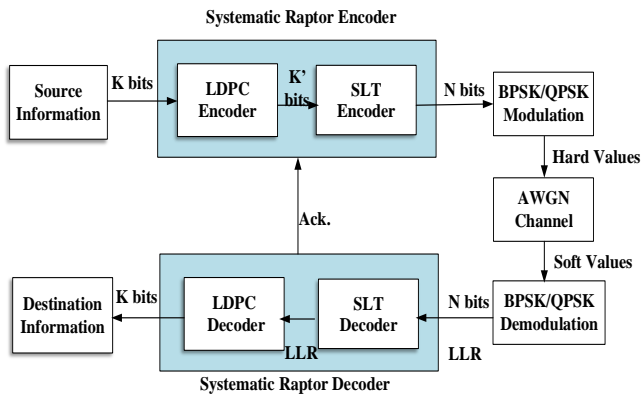 Systematic Raptor Encoder
Source
Information
K bits
LDPC
Encoder
K'
bits
SLT
Encoder
N bits
BPSK/QPSK
Modulation
Hard Values
AWGN
Channel
Soft Values
Ack.
Destination
Information
K bits
LDPC
Decoder
LLR
SLT
Decoder
N bits
LLR
BPSK/QPSK
Demodulation
Systematic Raptor Decoder